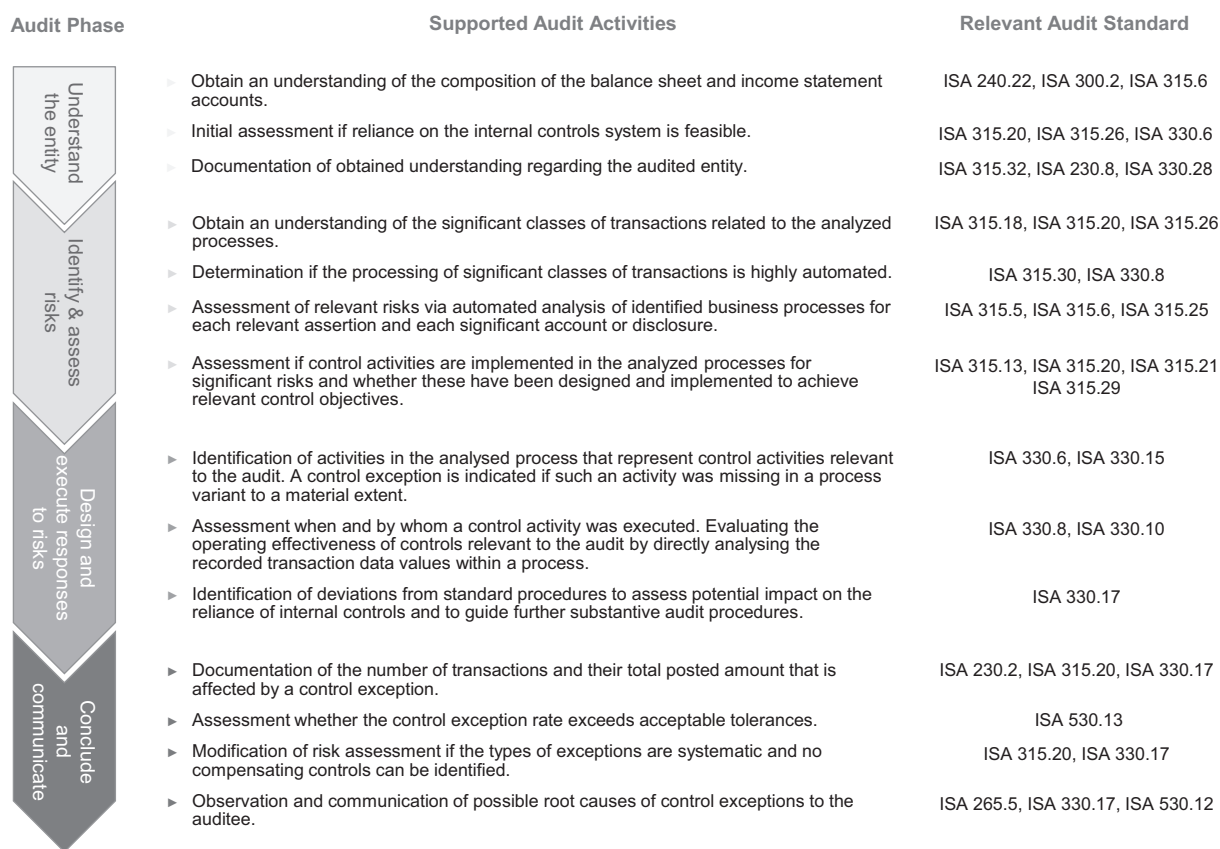 Audit Phase
Supported Audit Activities
Relevant Audit Standard
Understand
the entity
► Obtain an understanding of the composition of the balance sheet and income statement
accounts.
ISA 240.22, ISA 300.2, ISA 315.6
► Initial assessment if reliance on the internal controls system is feasible.
ISA 315.20, ISA 315.26, ISA 330.6
► Documentation of obtained understanding regarding the audited entity.
ISA 315.32, ISA 230.8, ISA 330.28
Identify & assess
risks
► Obtain an understanding of the significant classes of transactions related to the analyzed
processes.
ISA 315.18, ISA 315.20, ISA 315.26
► Determination if the processing of significant classes of transactions is highly automated.
ISA 315.30, ISA 330.8
► Assessment of relevant risks via automated analysis of identified business processes for
each relevant assertion and each significant account or disclosure.
ISA 315.5, ISA 315.6, ISA 315.25
► Assessment if control activities are implemented in the analyzed processes for
significant risks and whether these have been designed and implemented to achieve
relevant control objectives.
ISA 315.13, ISA 315.20, ISA 315.21
ISA 315.29
Design and
execute responses
to risks
► Identification of activities in the analysed process that represent control activities relevant
to the audit. A control exception is indicated if such an activity was missing in a process
variant to a material extent.
ISA 330.6, ISA 330.15
► Assessment when and by whom a control activity was executed. Evaluating the
operating effectiveness of controls relevant to the audit by directly analysing the
recorded transaction data values within a process.
ISA 330.8, ISA 330.10
► Identification of deviations from standard procedures to assess potential impact on the
reliance of internal controls and to guide further substantive audit procedures.
ISA 330.17
Conclude
and
communicate
► Documentation of the number of transactions and their total posted amount that is
affected by a control exception.
ISA 230.2, ISA 315.20, ISA 330.17
► Assessment whether the control exception rate exceeds acceptable tolerances.
ISA 530.13
► Modification of risk assessment if the types of exceptions are systematic and no
compensating controls can be identified.
ISA 315.20, ISA 330.17
► Observation and communication of possible root causes of control exceptions to the
auditee.
ISA 265.5, ISA 330.17, ISA 530.12